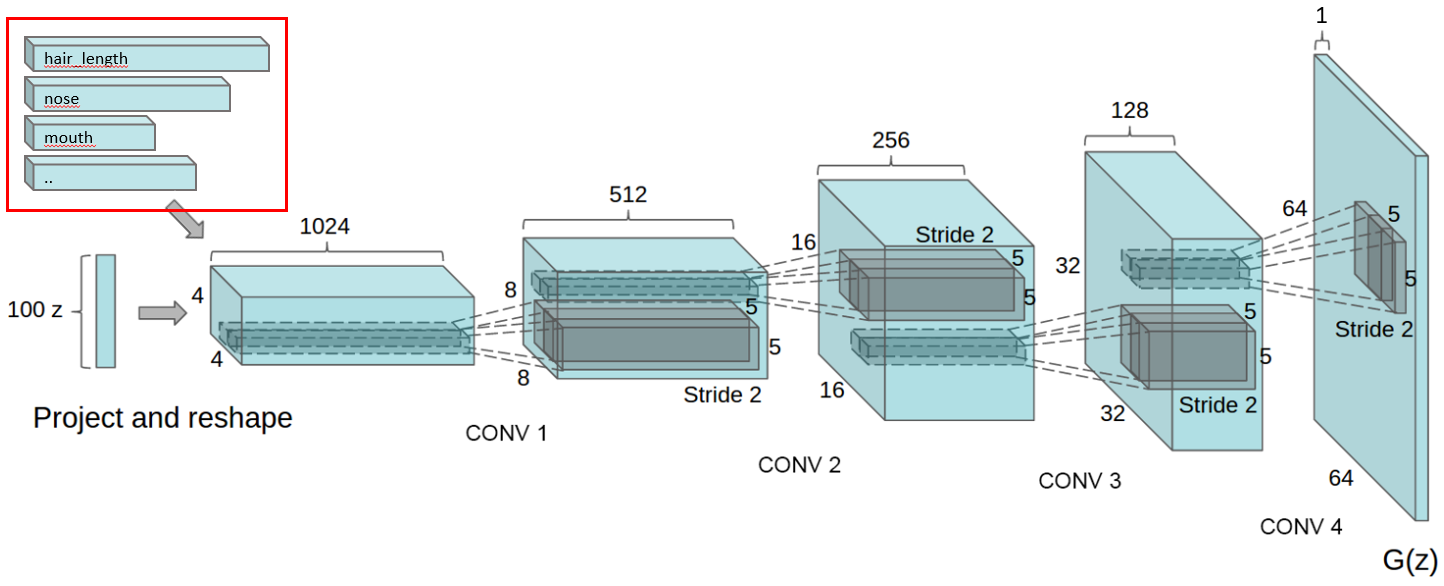 hair_length
nose
mouth
..
100 z
Project and reshape
1024
4
4
CONV 1
512
8
8
5
5
Stride 2
CONV 2
256
16
16
Stride 2
5
5
CONV 3
128
32
32
5
5
Stride 2
CONV 4
1
64
64
5
5
Stride 2
G(z)